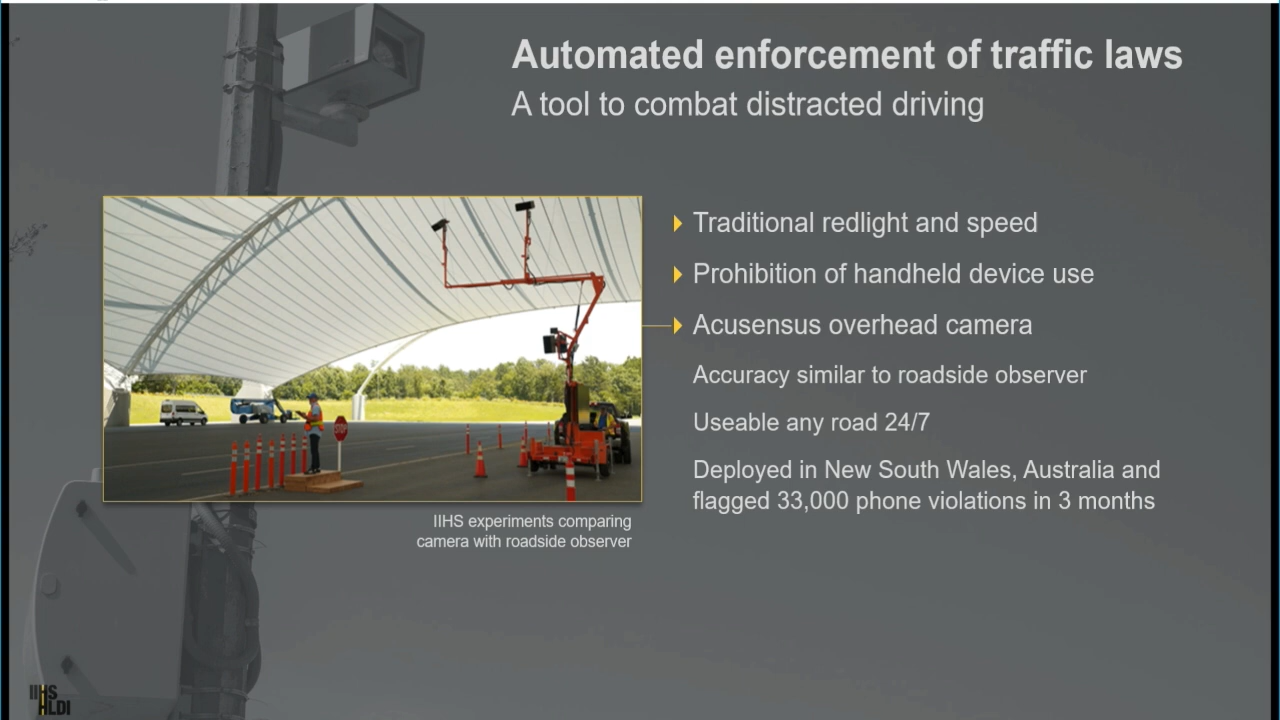 Automated enforcement of traffic laws
A tool to combat distracted driving
Traditional redlight and speed
Prohibition of handheld device use
Acusensus overhead camera
Accuracy similar to roadside observer
Useable any road 24/7
Deployed in New South Wales, Australia and
flagged 33,000 phone violations in 3 months
STOP
IIHS experiments comparing
camera with roadside observer
IIHS
HLDI